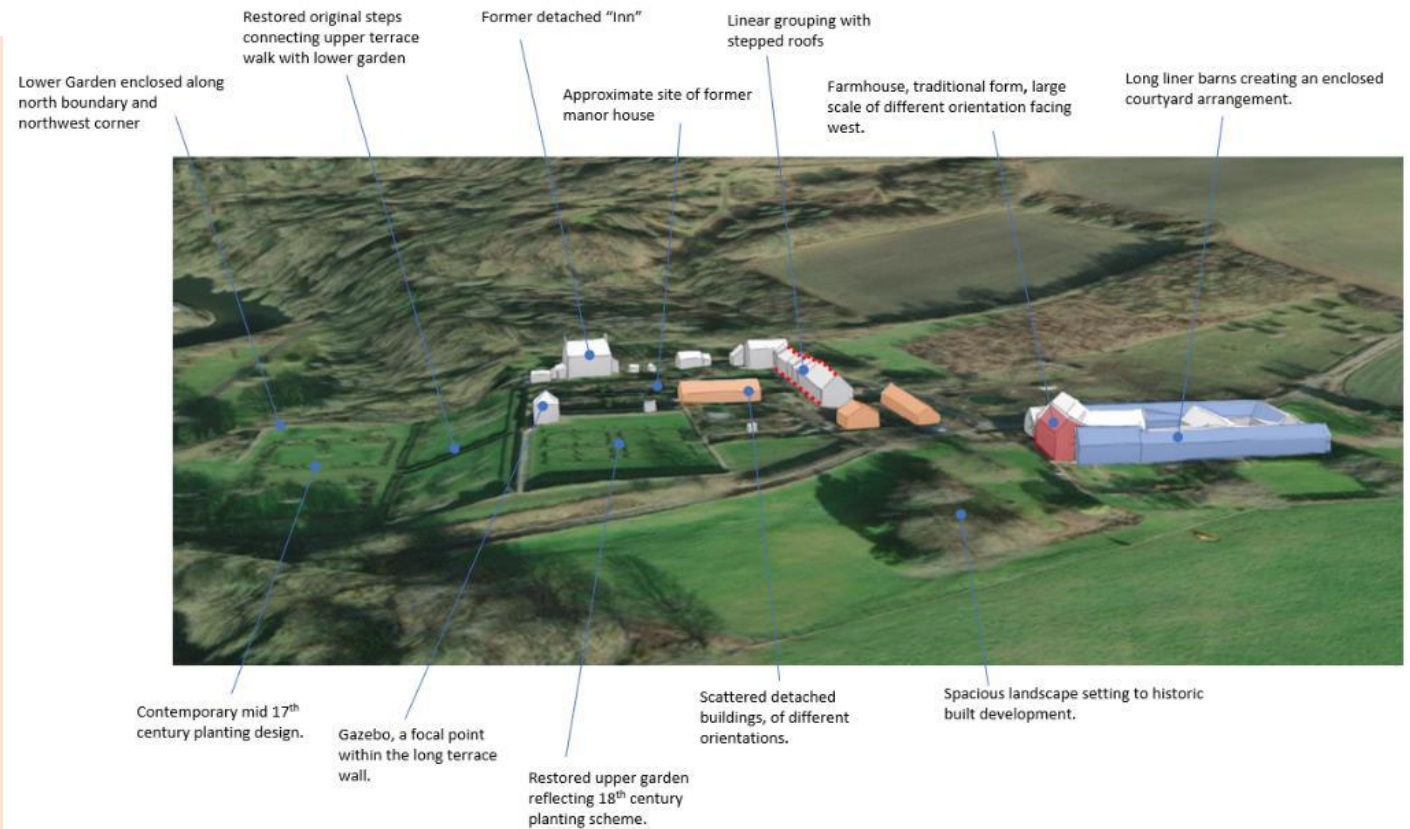 Restored original steps
connecting upper terrace
walk with lower garden
Former detached “Inn”
Linear grouping with
stepped roofs
Lower Garden enclosed along
north boundary and
northwest corner
Approximate site of former
manor house
Farmhouse, traditional form, large
scale of different orientation facing
west.
Long liner barns creating an enclosed
courtyard arrangement.
Contemporary mid 17th
century planting design.
Gazebo, a focal point
within the long terrace
wall.
Restored upper garden
reflecting 18th century
planting scheme.
Scattered detached
buildings, of different
orientations.
Spacious landscape setting to historic
built development.